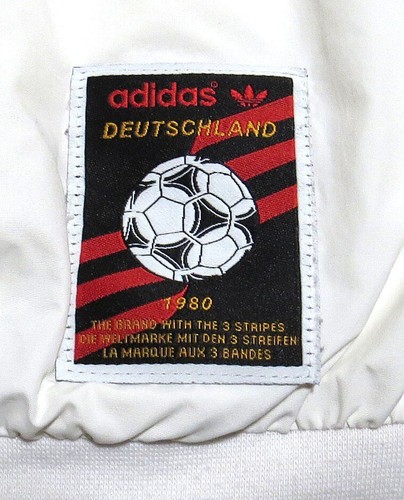 adidas
DEUTSCHLAND
1980
THE BRAND WITH THE 3 STRIPES
DIE WELTMARKE MIT DEN 3 STREIFEN
LA MARQUE AUX 3 BANDES